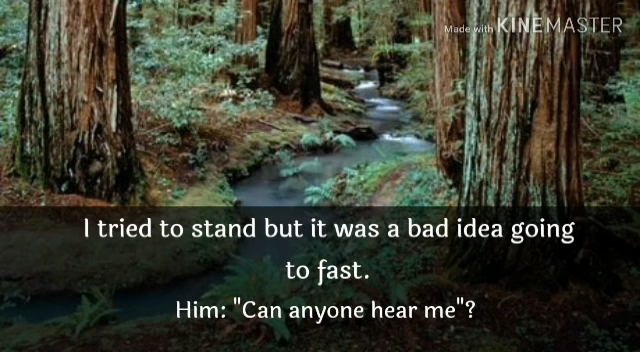 Made with KINEMASTER
I tried to stand but it was a bad idea going
to fast.
Him: "Can anyone hear me"?